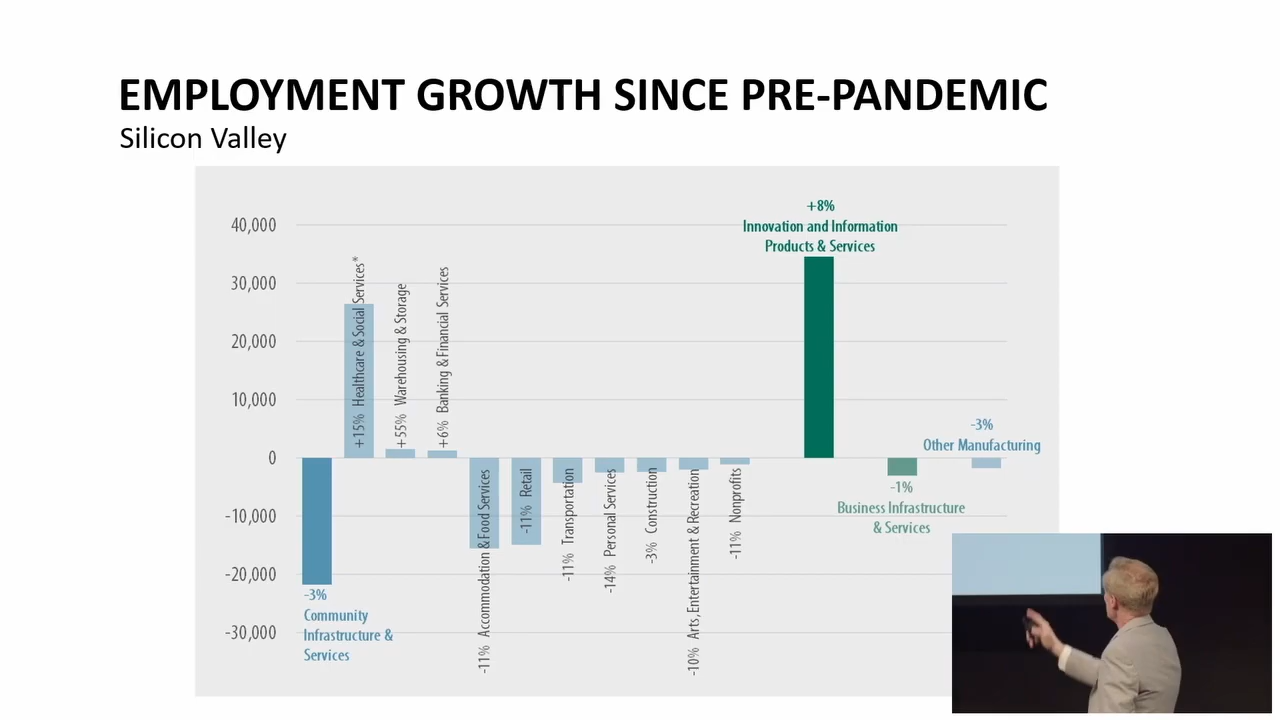 EMPLOYMENT GROWTH SINCE PRE-PANDEMIC
Silicon Valley
40,000
30,000
20,000
10,000
0
-10,000
-20,000
-30,000
-3%
Community
Infrastructure &
Services
+15% Healthcare & Social Services*
+55% Warehousing & Storage
+6% Banking & Financial Services
-11% Accommodation & Food Services
-11% Retail
-11% Transportation
-14% Personal Services
-3% Construction
-10% Arts, Entertainment & Recreation
-11% Nonprofits
+8%
Innovation and Information
Products & Services
-1%
Business Infrastructure
& Services
-3%
Other Manufacturing